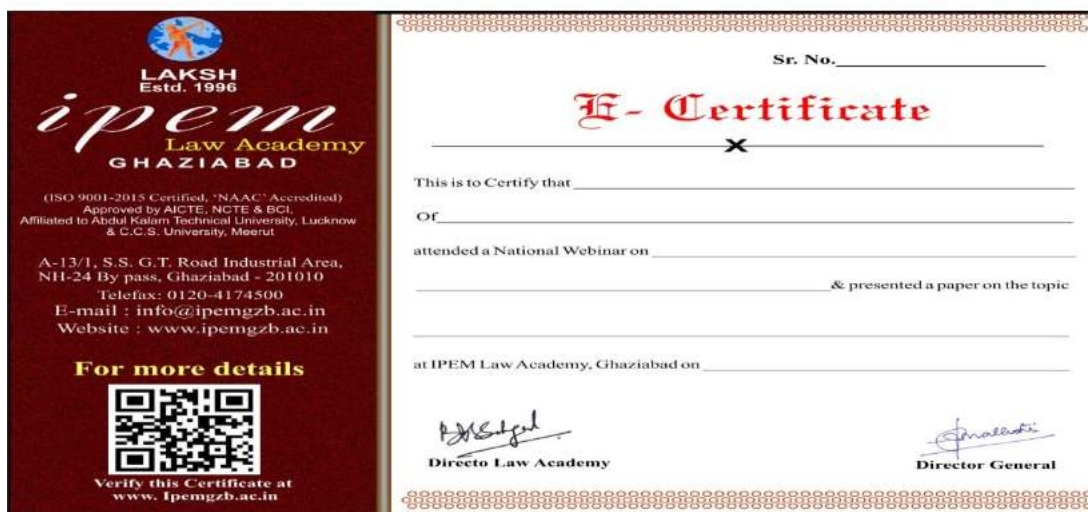 LAKSH
Estd. 1996
ipem
Law Academy
GHAZIABAD
(ISO 9001-2015 Certified, 'NAAC' Accredited)
Approved by AICTE, NCTE & BCI,
Affiliated to Abdul Kalam Technical University, Lucknow
& C.C.S. University, Meerut
A-13/1, S.S. G.T. Road Industrial Area,
NH-24 By pass, Ghaziabad - 201010
Telefax: 0120-4174500
E-mail : info@ipemgzb.ac.in
Website : www.ipemgzb.ac.in
For more details
Verify this Certificate at
www. Ipemgzb.ac.in
Sr. No.
E- Certificate
X
This is to Certify that
Of
attended a National Webinar on
& presented a paper on the topic
at IPEM Law Academy, Ghaziabad on
Directo Law Academy
Director General